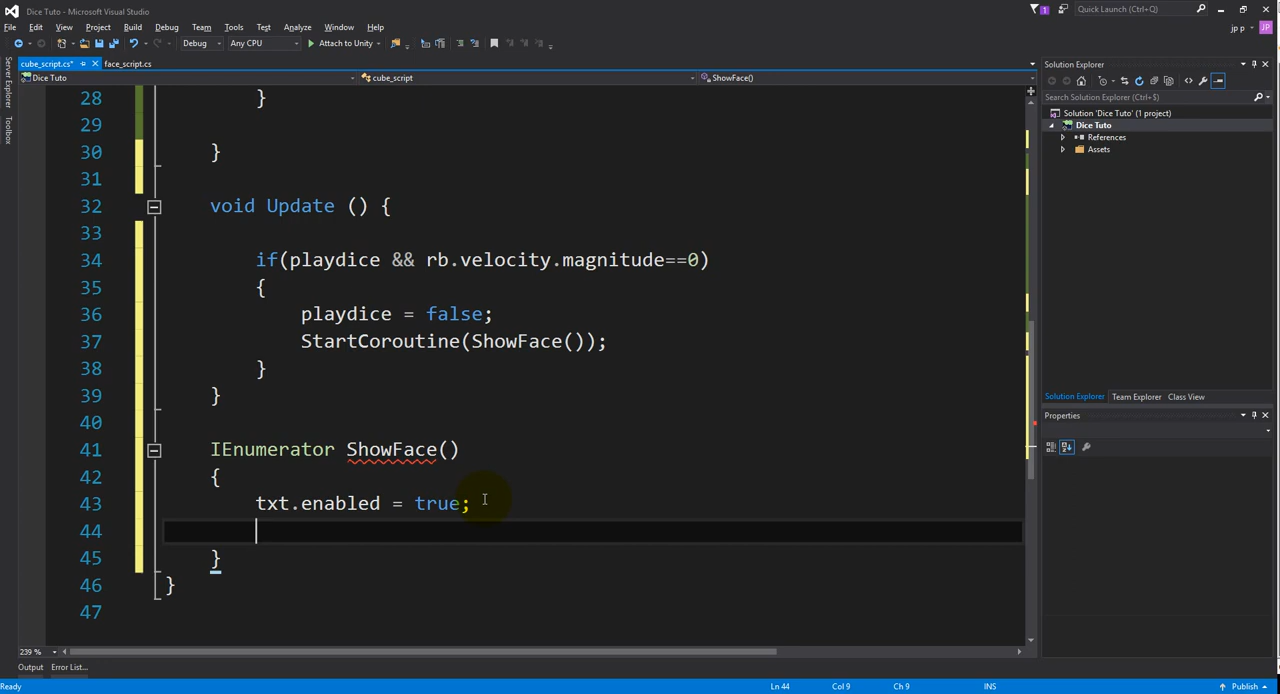 Dice Tuto - Microsoft Visual Studio
1
Quick Launch (Ctrl+Q)
File Edit View Project Build Debug Team Tools Test Analyze Window Help
jp p
JP
Debug Any CPU Attach to Unity
Server Explorer
Toolbox
cube_script.cs* face_script.cs
Dice Tuto cube_script ShowFace()
28 }
29
30 }
31
32 void Update () {
33
34 if(playdice && rb.velocity.magnitude==0)
35 {
36 playdice = false;
37 StartCoroutine(ShowFace());
38 }
39 }
40
41 IEnumerator ShowFace()
42 {
43 txt.enabled = true;
44
45 }
46 }
47
239 %
Solution Explorer
Search Solution Explorer (Ctrl+$)
Solution 'Dice Tuto' (1 project)
Dice Tuto
References
Assets
Solution Explorer Team Explorer Class View
Properties
Output Error List...
Ready Ln 44 Col 9 Ch 9 INS Publish